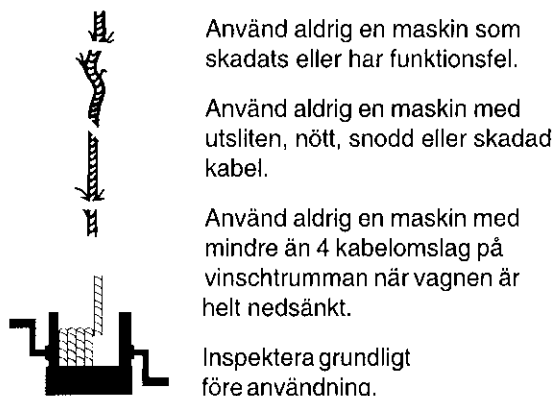 Använd aldrig en maskin som
skadats eller har funktionsfel.
Använd aldrig en maskin med
utsliten, nött, snodd eller skadad
kabel.
Använd aldrig en maskin med
mindre än 4 kabelomslag på
vinschtrumman när vagnen är
helt nedsänkt.
Inspektera grundligt
före användning.